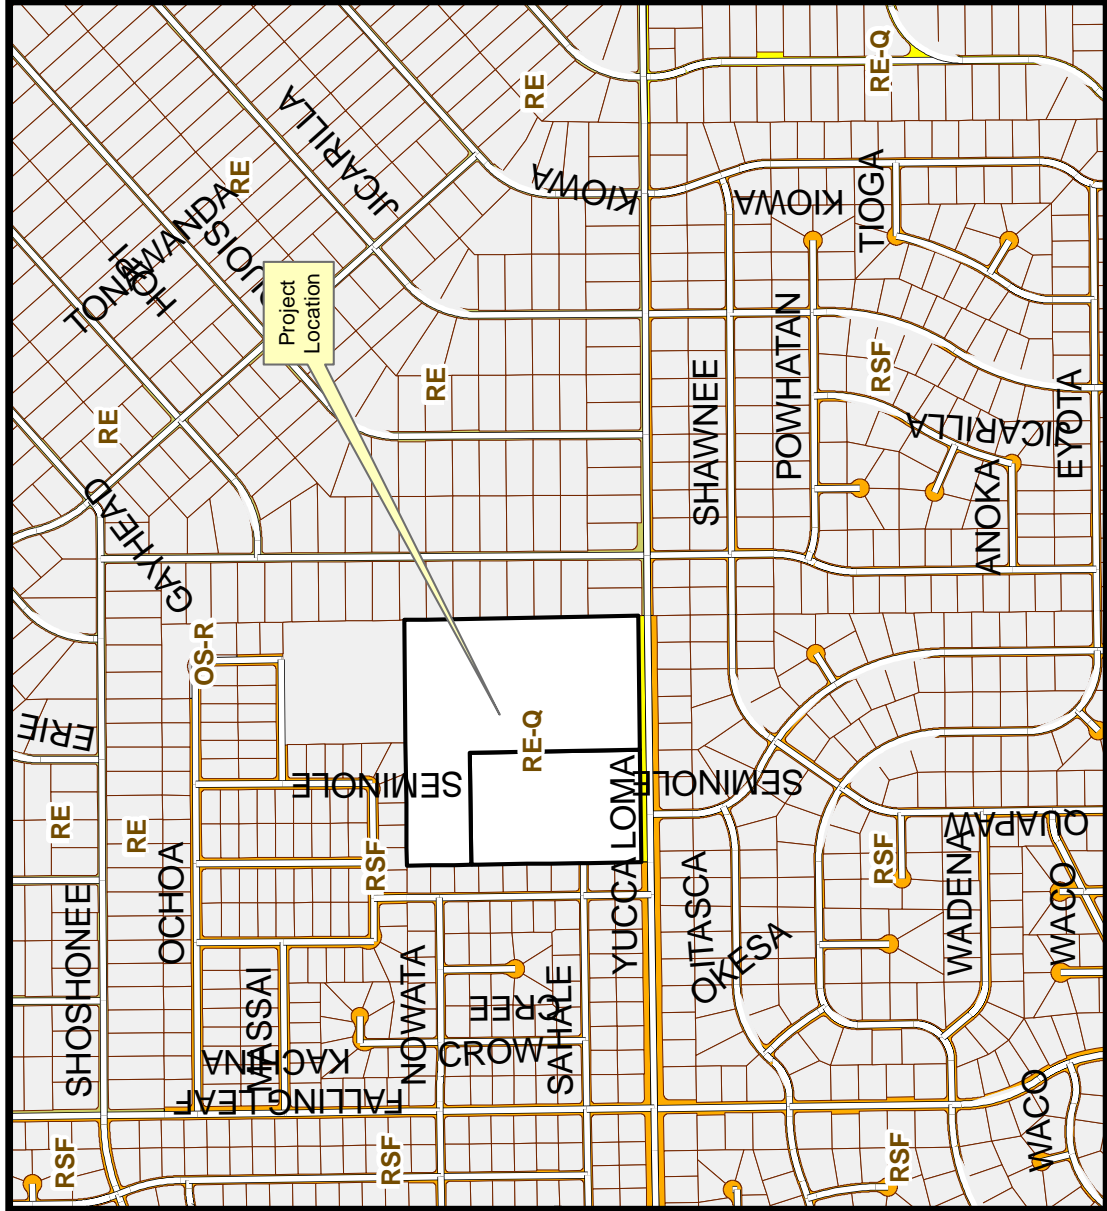 RE
RE-Q
JICARILLA
RE
TONAWANDA
HOPI
KIOWA
KIOWA
TIOGA
Project
Location
POWHATAN
RE
RSF
RE
SHAWNEE
JICARILLA
EYOTA
GAYHEAD
ANOKA
OS-R
ERIE
RE-Q
SEMINOLE
SEMINOLE
RE
RE
YUCCA LOMA
QUAPAW
RSF
RSF
OCHOA
ITASCA
WADENA
WACO
SHOSHONEE
OKESA
MASSAI
NOWATA
CREE
SAHALE
KACHINA
CROW
FALLING LEAF
WACO
RSF
RSF
RSF